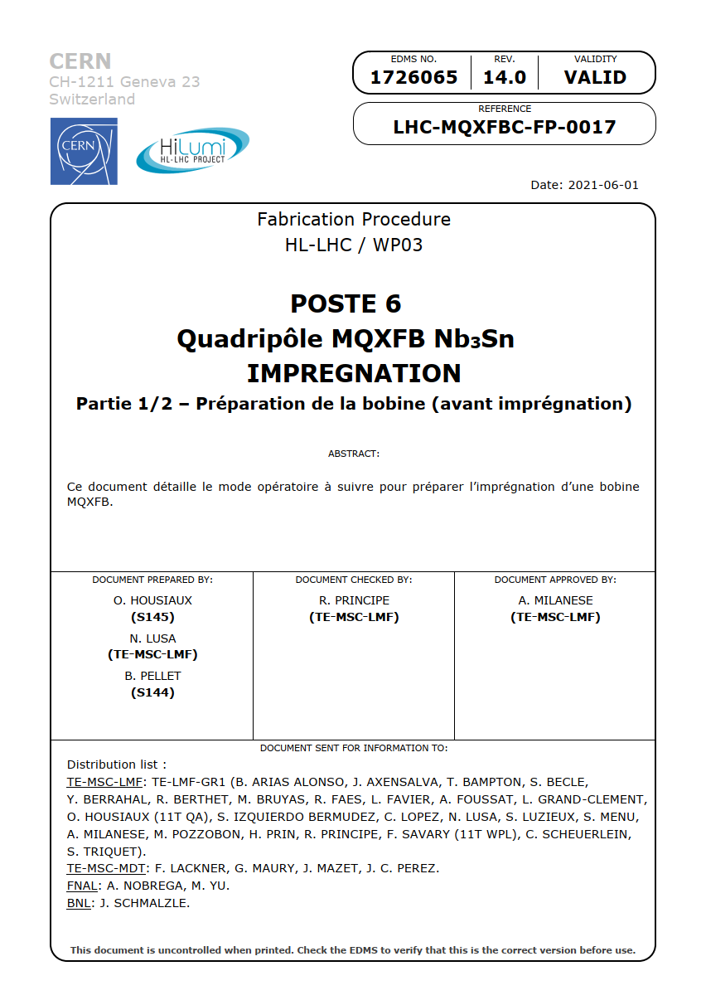 CERN
CH-1211 Geneva 23
Switzerland
EDMS NO.
REV.
VALIDITY
1726065
14.0
VALID
REFERENCE
LHC-MQXFBC-FP-0017
CERN
HiLumi
HL-LHC PROJECT
Date: 2021-06-01
Fabrication Procedure
HL-LHC / WP03
POSTE 6
Quadripôle MQXFB Nb₃Sn
IMPREGNATION
Partie 1/2 – Préparation de la bobine (avant imprégnation)
ABSTRACT:
Ce document détaille le mode opératoire à suivre pour préparer l’imprégnation d’une bobine
MQXFB.
DOCUMENT PREPARED BY:
O. HOUSIAUX
(S145)
N. LUSA
(TE-MSC-LMF)
B. PELLET
(S144)
DOCUMENT CHECKED BY:
R. PRINCIPE
(TE-MSC-LMF)
DOCUMENT APPROVED BY:
A. MILANESE
(TE-MSC-LMF)
DOCUMENT SENT FOR INFORMATION TO:
Distribution list :
TE-MSC-LMF: TE-LMF-GR1 (B. ARIAS ALONSO, J. AXENSALVA, T. BAMPTON, S. BECLE,
Y. BERRAHAL, R. BERTHET, M. BRUYAS, R. FAES, L. FAVIER, A. FOUSSAT, L. GRAND-CLEMENT,
O. HOUSIAUX (11T QA), S. IZQUIERDO BERMUDEZ, C. LOPEZ, N. LUSA, S. LUZIEUX, S. MENU,
A. MILANESE, M. POZZOBON, H. PRIN, R. PRINCIPE, F. SAVARY (11T WPL), C. SCHEUERLEIN,
S. TRIQUET).
TE-MSC-MDT: F. LACKNER, G. MAURY, J. MAZET, J. C. PEREZ.
FNAL: A. NOBREGA, M. YU.
BNL: J. SCHMALZLE.
This document is uncontrolled when printed. Check the EDMS to verify that this is the correct version before use.